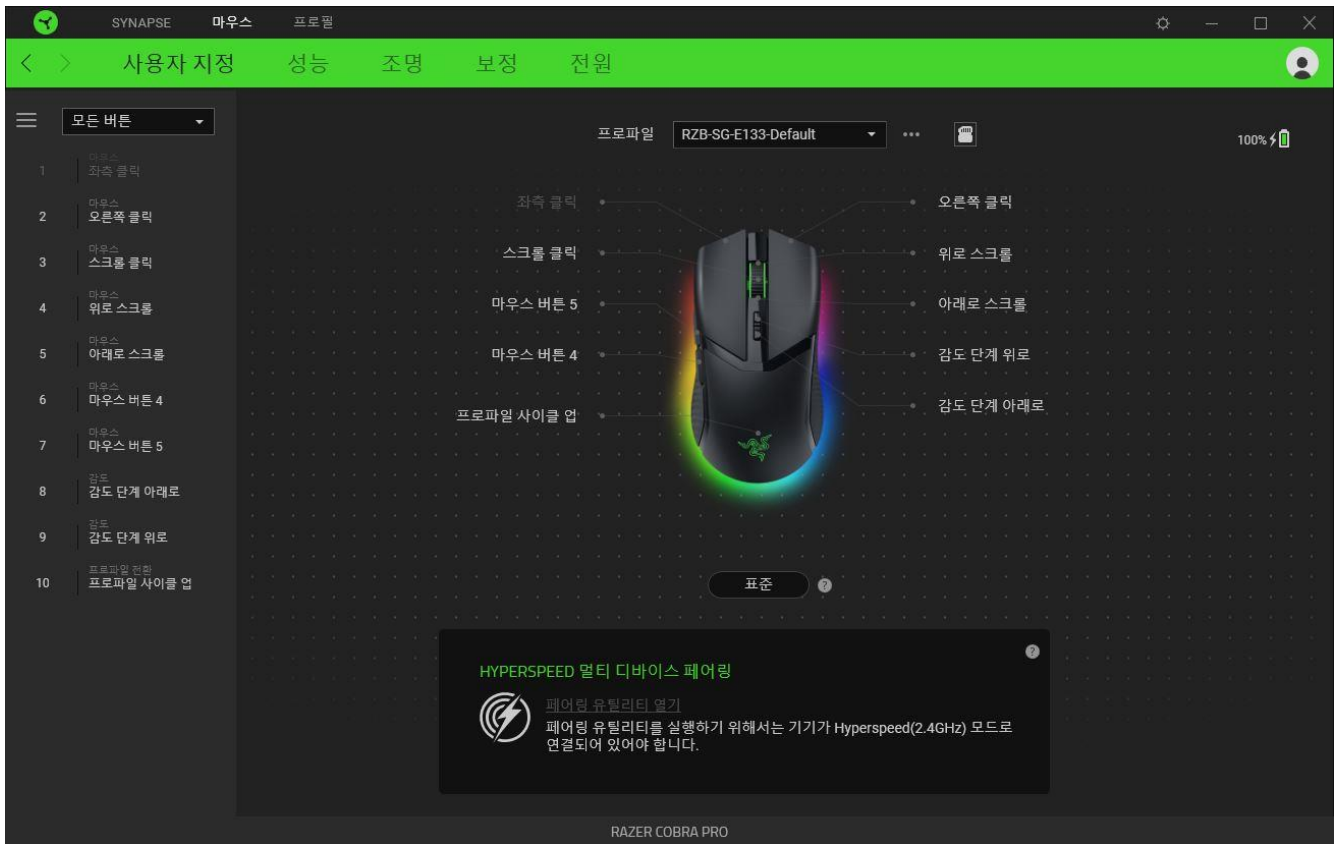 SYNAPSE 마우스 프로필
사용자 지정 성능 조명 보정 전원
모든 버튼
프로파일 RZB-SG-E133-Default
100%
1 마우스
좌측 클릭
2 마우스
오른쪽 클릭
3 마우스
스크롤 클릭
4 마우스
위로 스크롤
5 마우스
아래로 스크롤
6 마우스
마우스 버튼 4
7 마우스
마우스 버튼 5
8 감도
감도 단계 아래로
9 감도
감도 단계 위로
10 프로파일 전환
프로파일 사이클 업
좌측 클릭
스크롤 클릭
마우스 버튼 5
마우스 버튼 4
프로파일 사이클 업
오른쪽 클릭
위로 스크롤
아래로 스크롤
감도 단계 위로
감도 단계 아래로
표준 ?
?
HYPERSPEED 멀티 디바이스 페어링
페어링 유틸리티 열기
페어링 유틸리티를 실행하기 위해서는 기기가 Hyperspeed(2.4GHz) 모드로
연결되어 있어야 합니다.
RAZER COBRA PRO